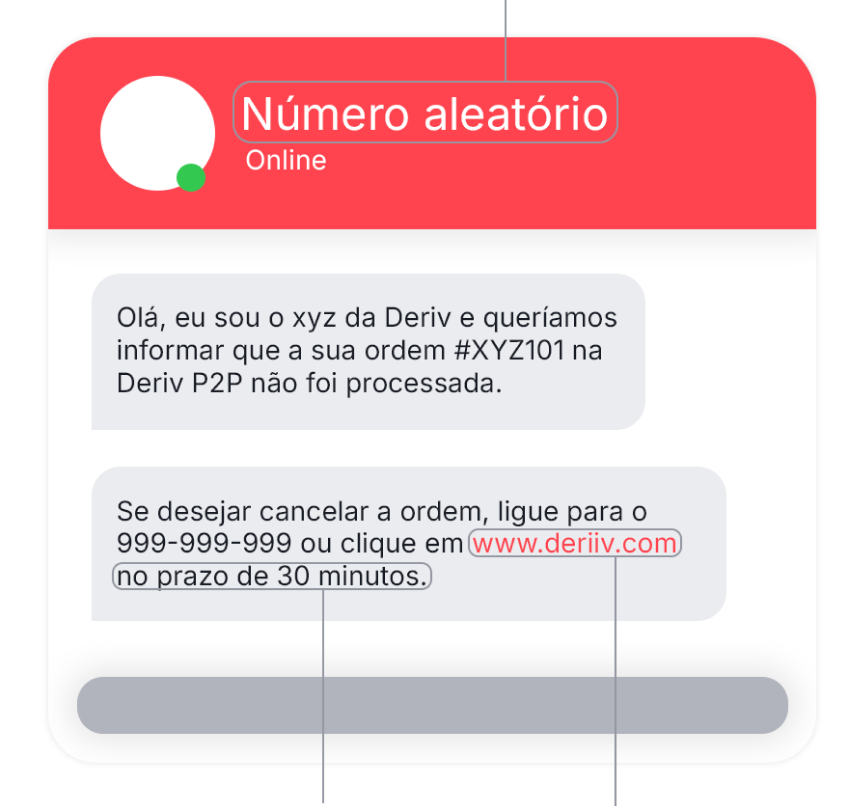 Número aleatório
Online
Olá, eu sou o xyz da Deriv e queríamos
informar que a sua ordem #XYZ101 na
Deriv P2P não foi processada.
Se desejar cancelar a ordem, ligue para o
999-999-999 ou clique em www.deriiv.com
no prazo de 30 minutos.